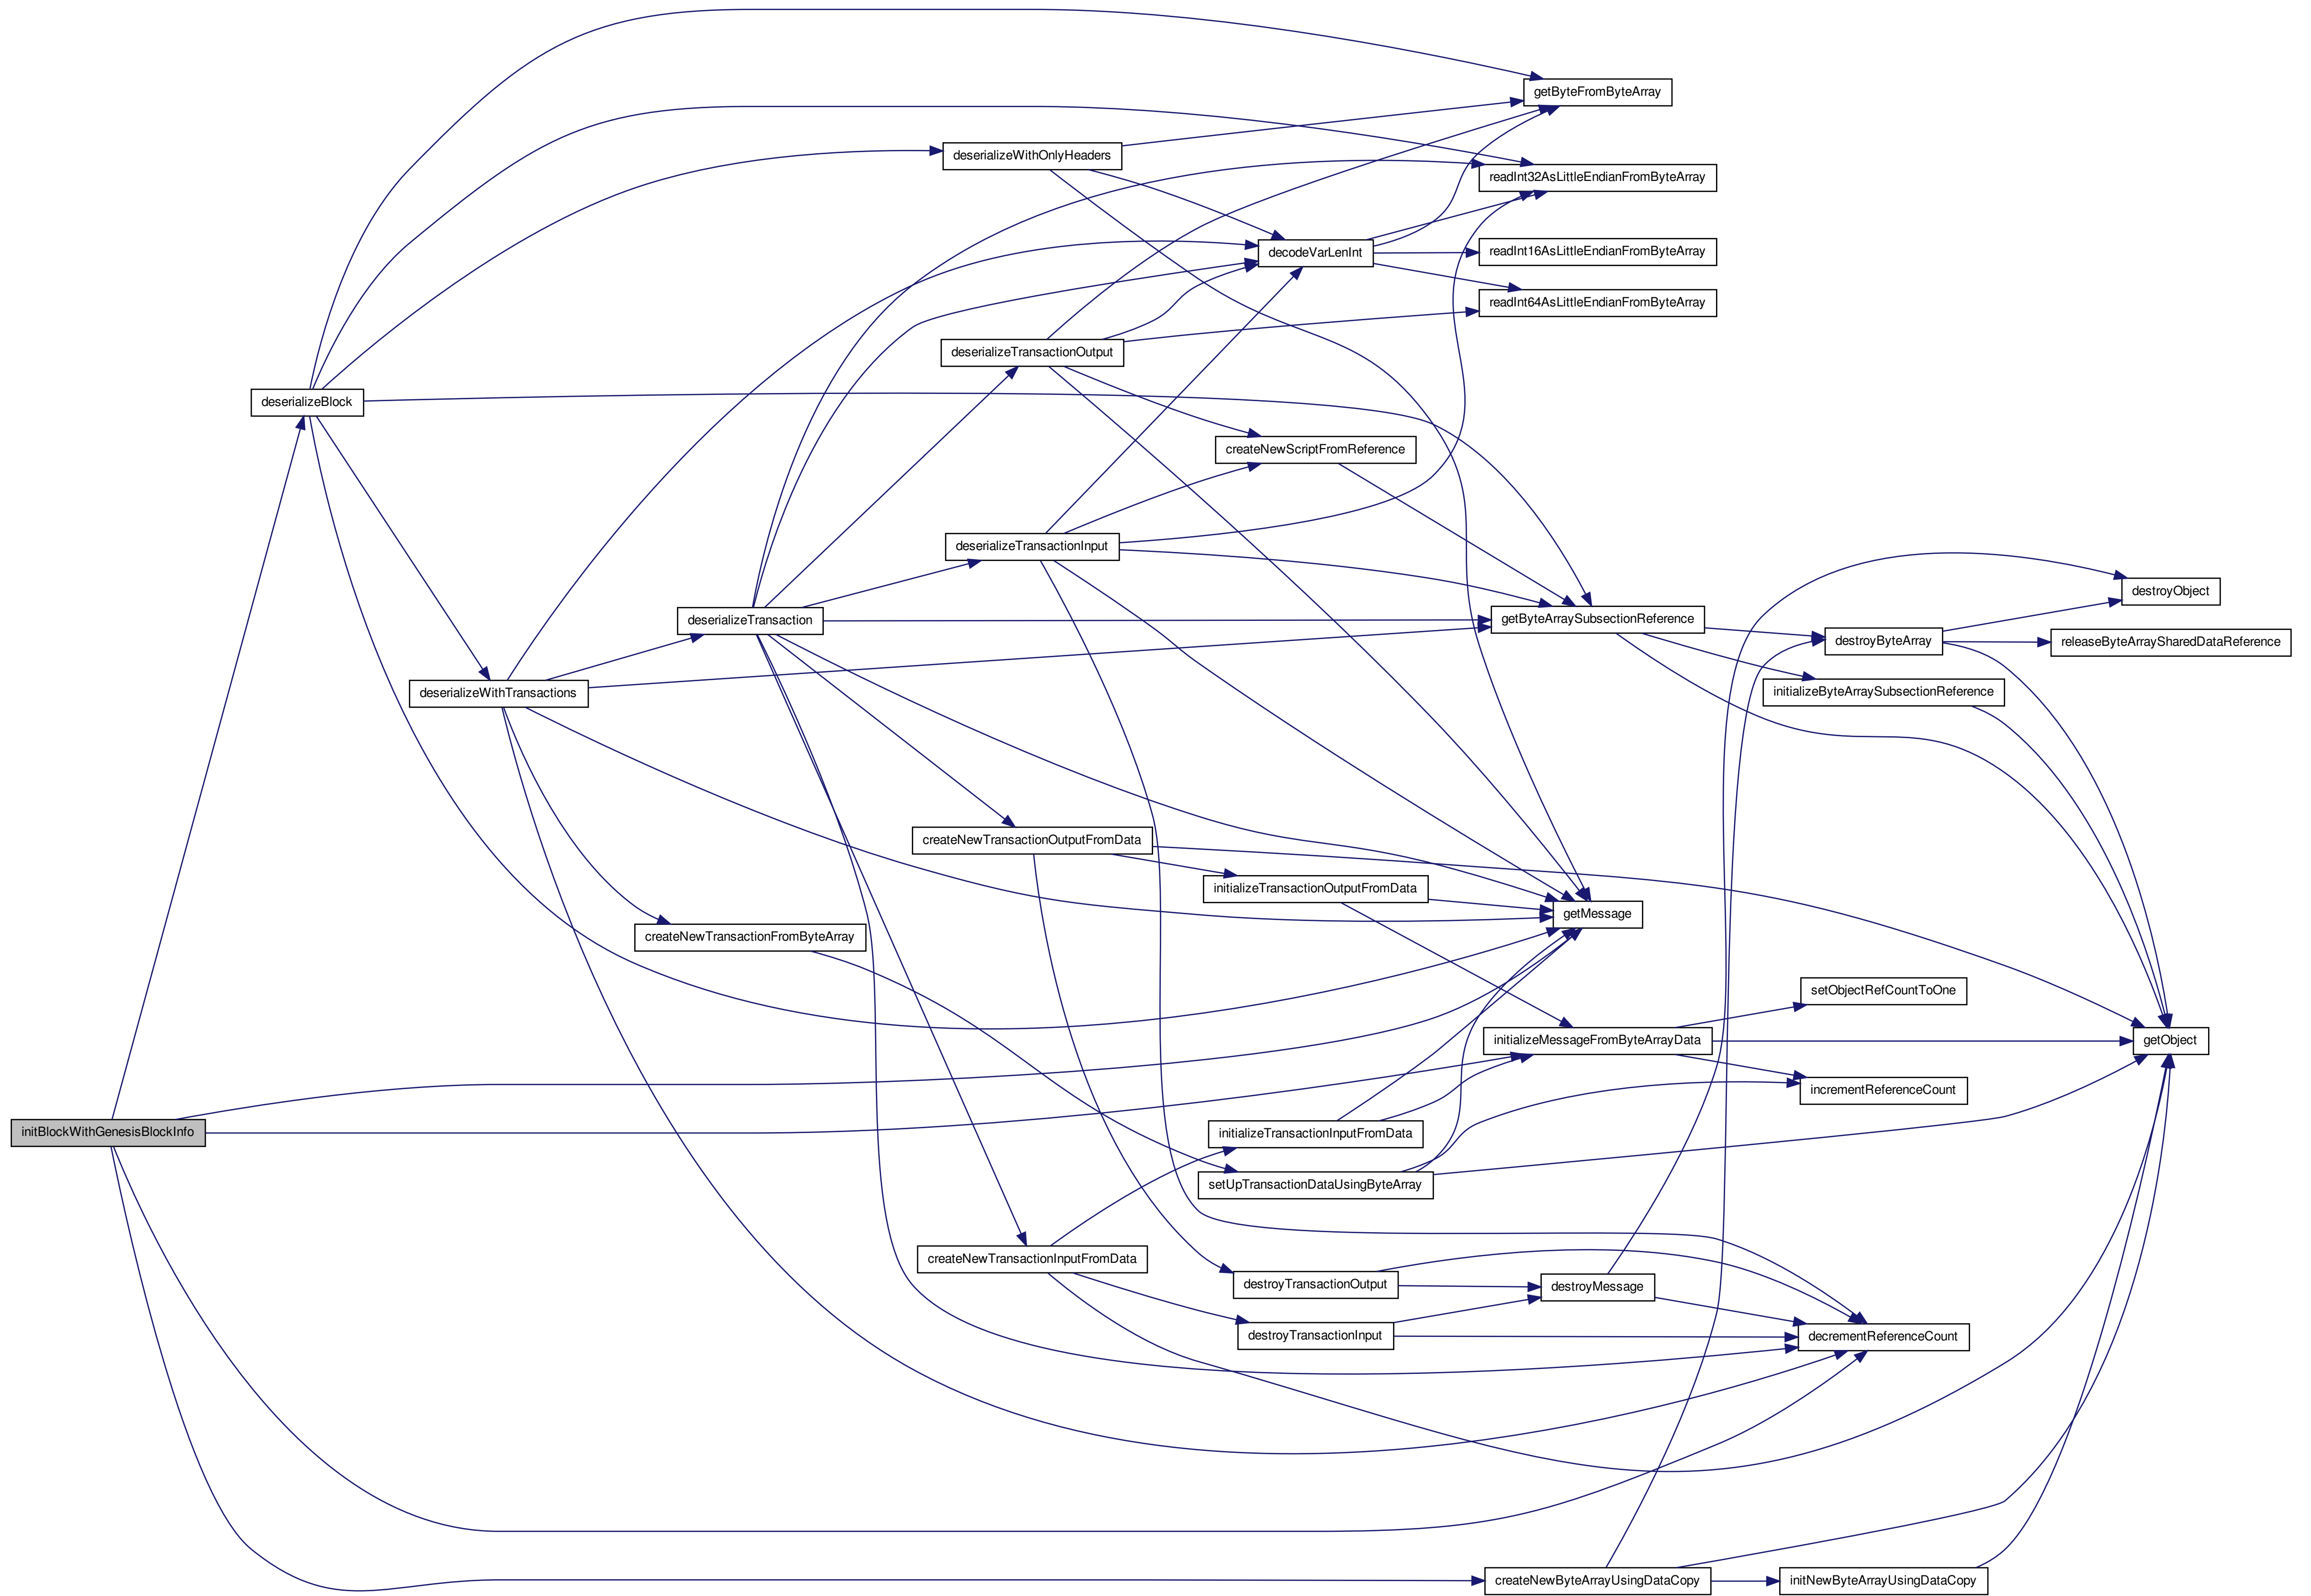 getByteFromByteArray
deserializeWithOnlyHeaders
readInt32AsLittleEndianFromByteArray
decodeVarLenInt
readInt16AsLittleEndianFromByteArray
readInt64AsLittleEndianFromByteArray
deserializeTransactionOutput
deserializeBlock
createNewScriptFromReference
deserializeTransactionInput
destroyObject
deserializeTransaction
getByteArraySubsectionReference
destroyByteArray
releaseByteArraySharedDataReference
deserializeWithTransactions
initializeByteArraySubsectionReference
createNewTransactionOutputFromData
initializeTransactionOutputFromData
getMessage
createNewTransactionFromByteArray
setObjectRefCountToOne
initializeMessageFromByteArrayData
getObject
incrementReferenceCount
initBlockWithGenesisBlockInfo
initializeTransactionInputFromData
setUpTransactionDataUsingByteArray
createNewTransactionInputFromData
destroyTransactionOutput
destroyMessage
destroyTransactionInput
decrementReferenceCount
createNewByteArrayUsingDataCopy
initNewByteArrayUsingDataCopy